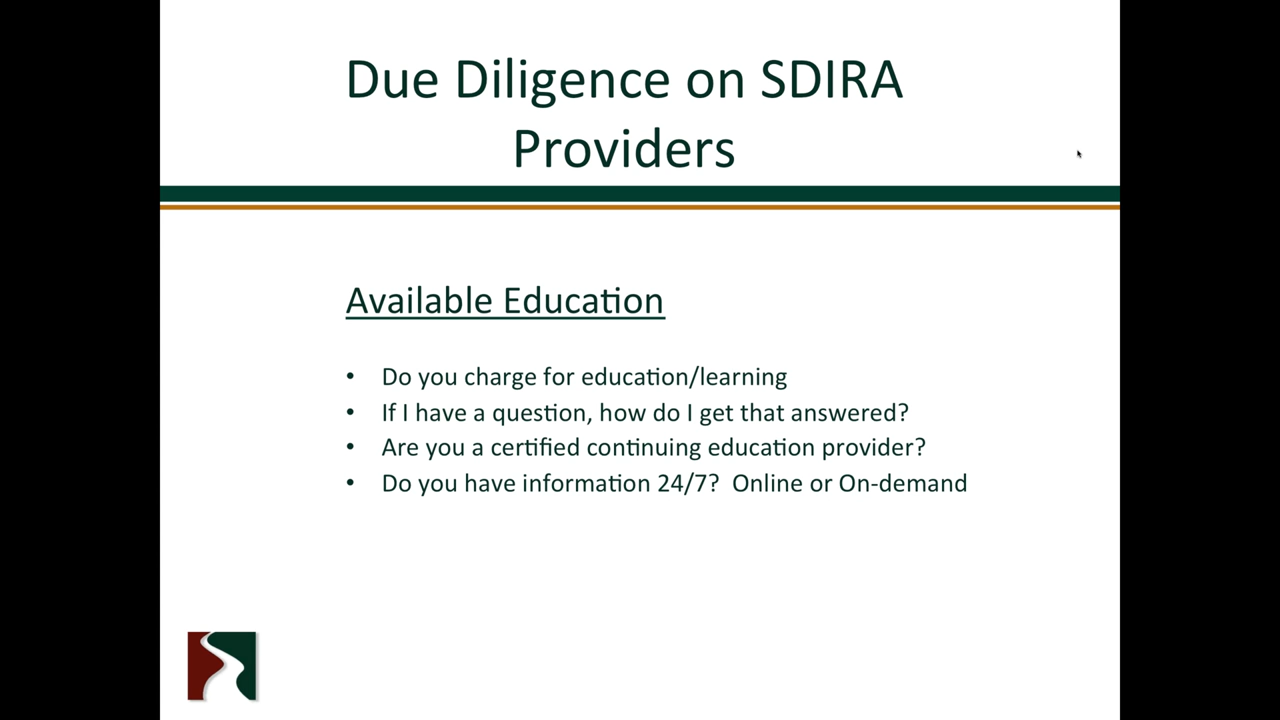 Due Diligence on SDIRA
Providers
Available Education
• Do you charge for education/learning
• If I have a question, how do I get that answered?
• Are you a certified continuing education provider?
• Do you have information 24/7?  Online or On-demand